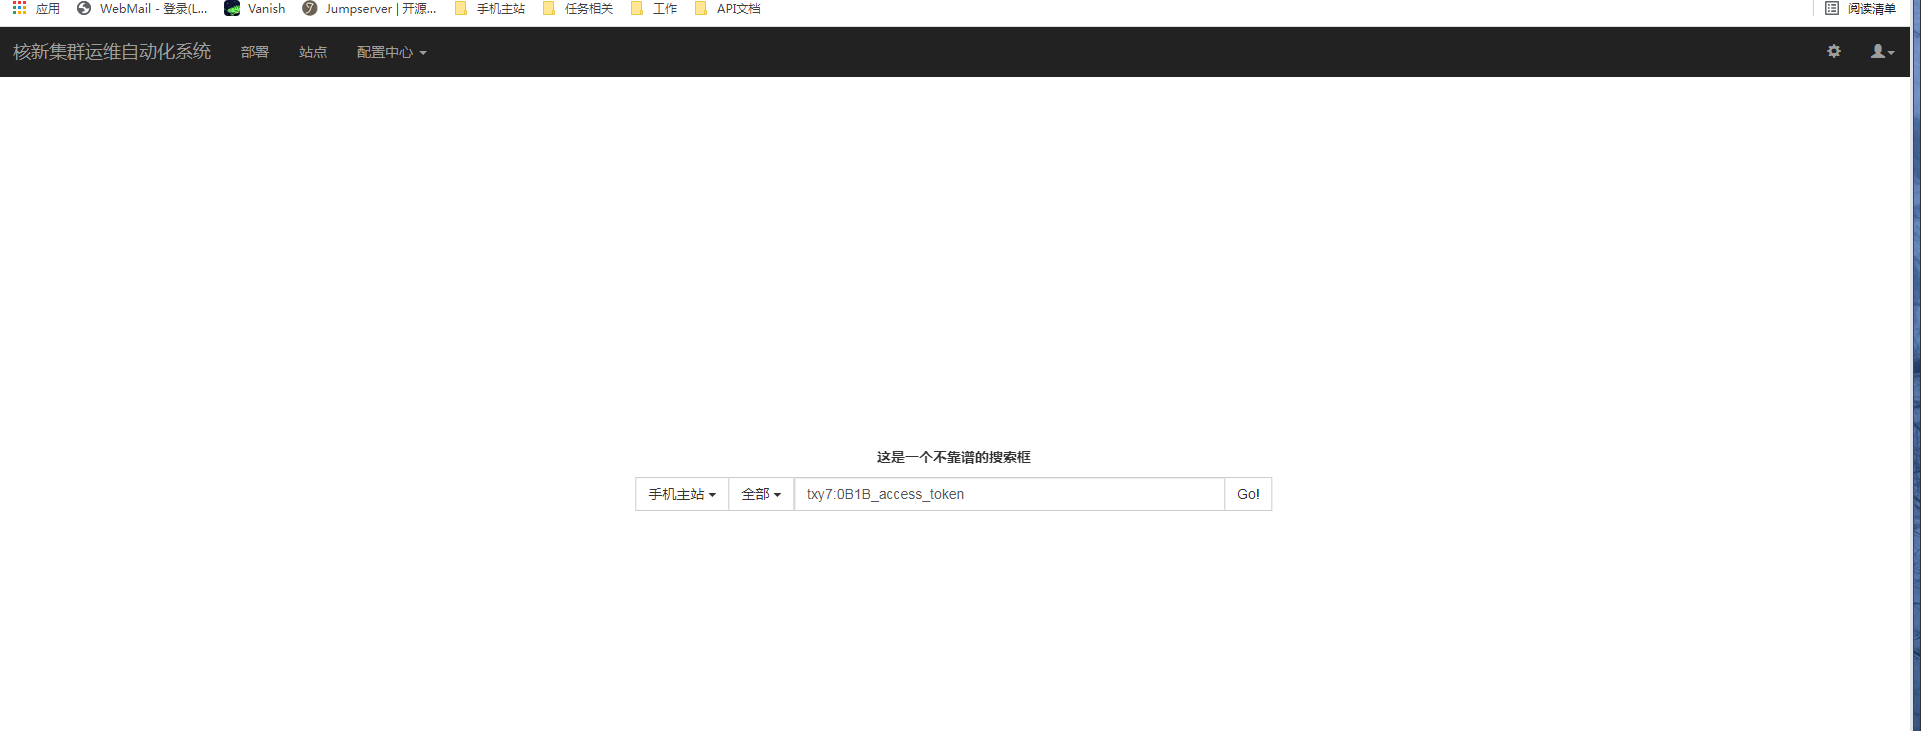 应用 WebMail - 登录(L... Vanish Jumpserver | 开源... 手机主站 任务相关 工作 API文档 阅读清单
核新集群运维自动化系统 部署 站点 配置中心
这是一个不靠谱的搜索框
手机主站 全部 txy7:0B1B_access_token Go!